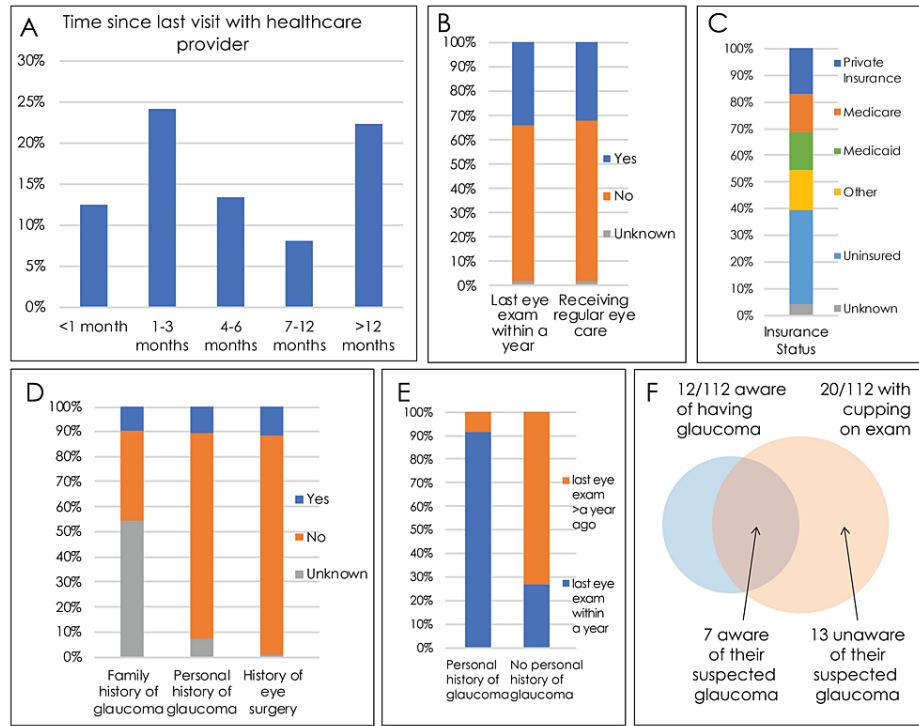 A
Time since last visit with healthcare
provider
30%
25%
20%
15%
10%
5%
0%
<1 month
1-3
months
4-6
months
7-12
months
>12
months
B
100%
90%
80%
70%
60%
50%
40%
30%
20%
10%
0%
Yes
No
Unknown
Last eye
exam
within a
year
Receiving
regular eye
care
C
100%
90%
80%
70%
60%
50%
40%
30%
20%
10%
0%
Private
Insurance
Medicare
Medicaid
Other
Uninsured
Unknown
Insurance
Status
D
100%
90%
80%
70%
60%
50%
40%
30%
20%
10%
0%
Yes
No
Unknown
Family
history of
glaucoma
Personal
history of
glaucoma
History of
eye
surgery
E
100%
90%
80%
70%
60%
50%
40%
30%
20%
10%
0%
last eye
exam
>a year
ago
last eye
exam
within
a year
Personal
history of
glaucoma
No personal
history of
glaucoma
F
12/112 aware
of having
glaucoma
20/112 with
cupping
on exam
7 aware
of their
suspected
glaucoma
13 unaware
of their
suspected
glaucoma